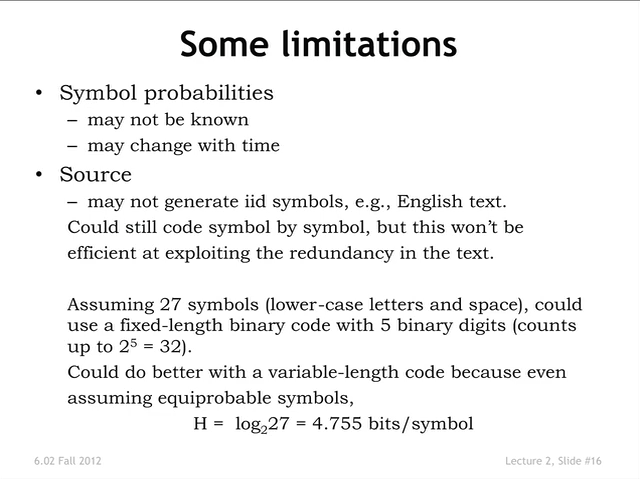 Some limitations
• Symbol probabilities
– may not be known
– may change with time
• Source
– may not generate iid symbols, e.g., English text.
Could still code symbol by symbol, but this won't be
efficient at exploiting the redundancy in the text.
Assuming 27 symbols (lower-case letters and space), could
use a fixed-length binary code with 5 binary digits (counts
up to 2⁵ = 32).
Could do better with a variable-length code because even
assuming equiprobable symbols,
H = log₂27 = 4.755 bits/symbol
6.02 Fall 2012
Lecture 2, Slide #16